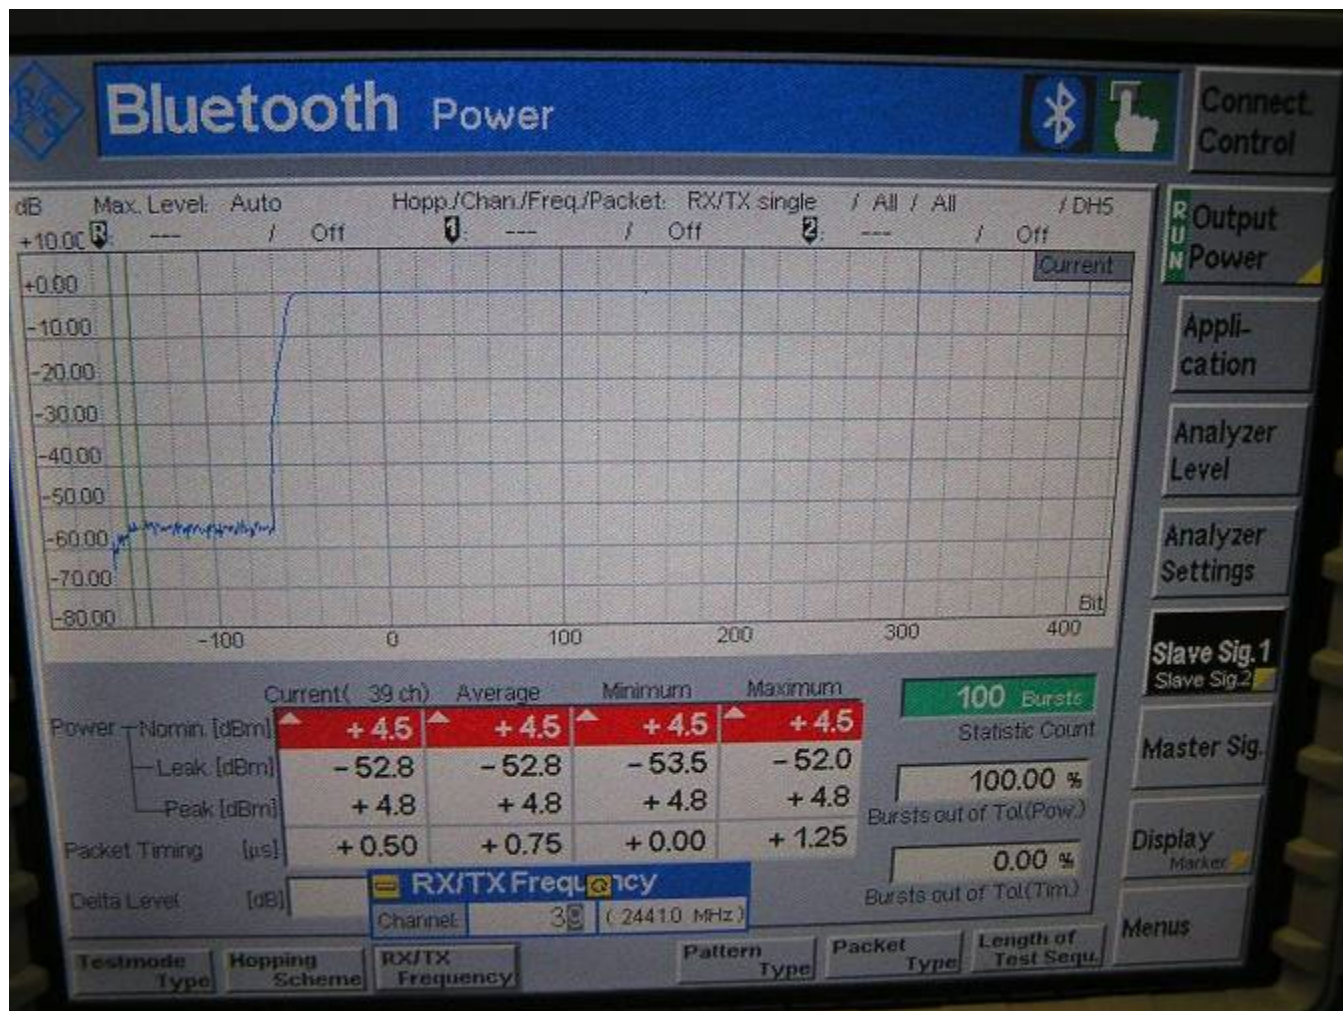 Bluetooth Power
Connect. Control
dB Max. Level: Auto Hopp./Chan./Freq./Packet: RX/TX single / All / All / DH5
+10.00 R: --- / Off 1: --- / Off 2: --- / Off
Current
+0.00
-10.00
-20.00
-30.00
-40.00
-50.00
-60.00
-70.00
-80.00
Bit
-100 0 100 200 300 400
RUN Output Power
Appli-
cation
Analyzer
Level
Analyzer
Settings
Slave Sig.1
Slave Sig.2
Master Sig.
Display
Marker
Menus
Current( 39 ch) Average Minimum Maximum
Power Nomin. [dBm] +4.5 +4.5 +4.5 +4.5
Leak. [dBm] -52.8 -52.8 -53.5 -52.0
Peak [dBm] +4.8 +4.8 +4.8 +4.8
Packet Timing [µs] +0.50 +0.75 +0.00 +1.25
Delta Level [dB]
100 Bursts
Statistic Count
100.00 %
Bursts out of Tol.(Pow.)
0.00 %
Bursts out of Tol.(Tim.)
RX/TX Frequency
Channel: 39 ( 2441.0 MHz )
Testmode Type
Hopping Scheme
RX/TX Frequency
Pattern Type
Packet Type
Length of Test Sequ.